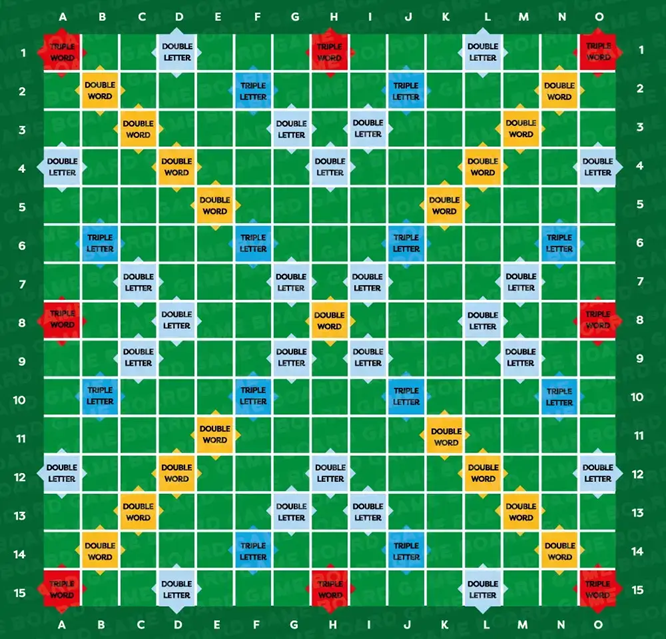 A B C D E F G H I J K L M N O
1 TRIPLE WORD DOUBLE LETTER TRIPLE WORD DOUBLE LETTER TRIPLE WORD 1
2 DOUBLE WORD TRIPLE LETTER TRIPLE LETTER DOUBLE WORD 2
3 DOUBLE WORD DOUBLE LETTER DOUBLE LETTER DOUBLE WORD 3
4 DOUBLE LETTER DOUBLE WORD DOUBLE LETTER DOUBLE WORD DOUBLE LETTER 4
5 DOUBLE WORD DOUBLE WORD 5
6 TRIPLE LETTER TRIPLE LETTER TRIPLE LETTER TRIPLE LETTER 6
7 DOUBLE LETTER DOUBLE LETTER DOUBLE LETTER DOUBLE LETTER 7
8 TRIPLE WORD DOUBLE LETTER DOUBLE WORD DOUBLE LETTER TRIPLE WORD 8
9 DOUBLE LETTER DOUBLE LETTER DOUBLE LETTER DOUBLE LETTER 9
10 TRIPLE LETTER TRIPLE LETTER TRIPLE LETTER TRIPLE LETTER 10
11 DOUBLE WORD DOUBLE WORD 11
12 DOUBLE LETTER DOUBLE WORD DOUBLE LETTER DOUBLE WORD DOUBLE LETTER 12
13 DOUBLE WORD DOUBLE LETTER DOUBLE LETTER DOUBLE WORD 13
14 DOUBLE WORD TRIPLE LETTER TRIPLE LETTER DOUBLE WORD 14
15 TRIPLE WORD DOUBLE LETTER TRIPLE WORD DOUBLE LETTER TRIPLE WORD 15
A B C D E F G H I J K L M N O